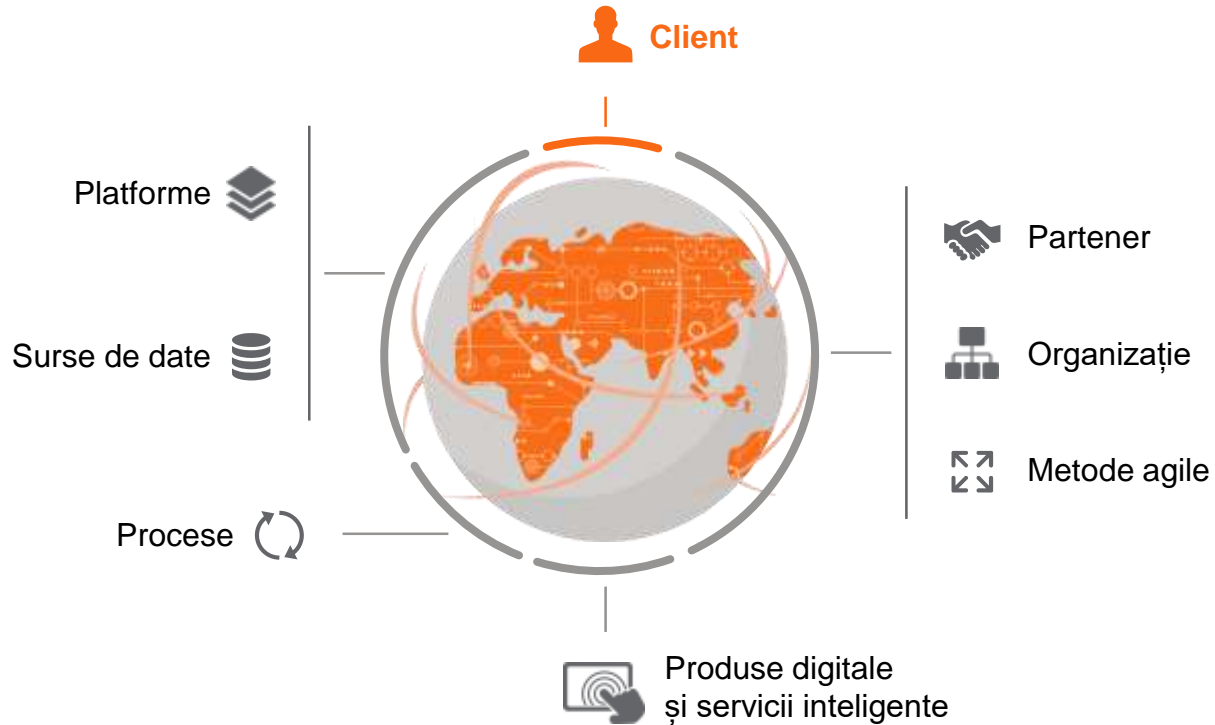 Client
Platforme
Surse de date
Procese
Partener
Organizație
Metode agile
Produse digitale
și servicii inteligente